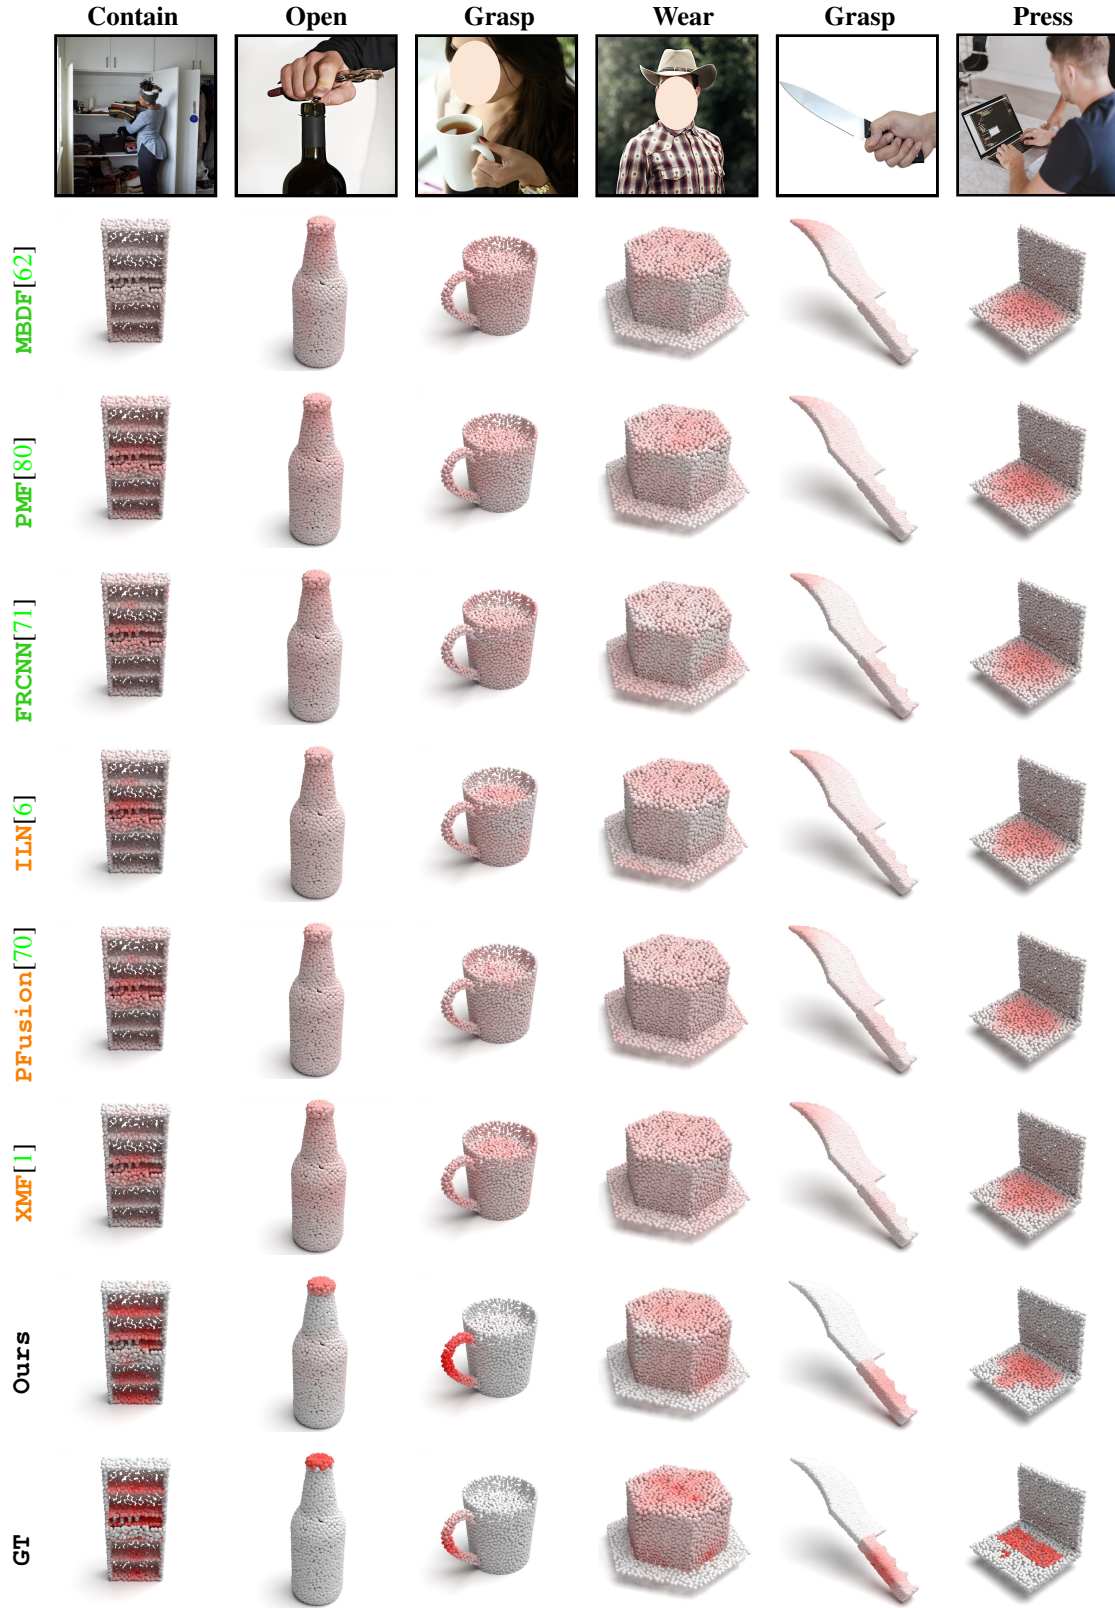 Contain Open Grasp Wear Grasp Press
MBDF[62]
PMF[80]
FRCNN[71]
ILN[6]
PFusion[70]
XMF[1]
Ours
GT